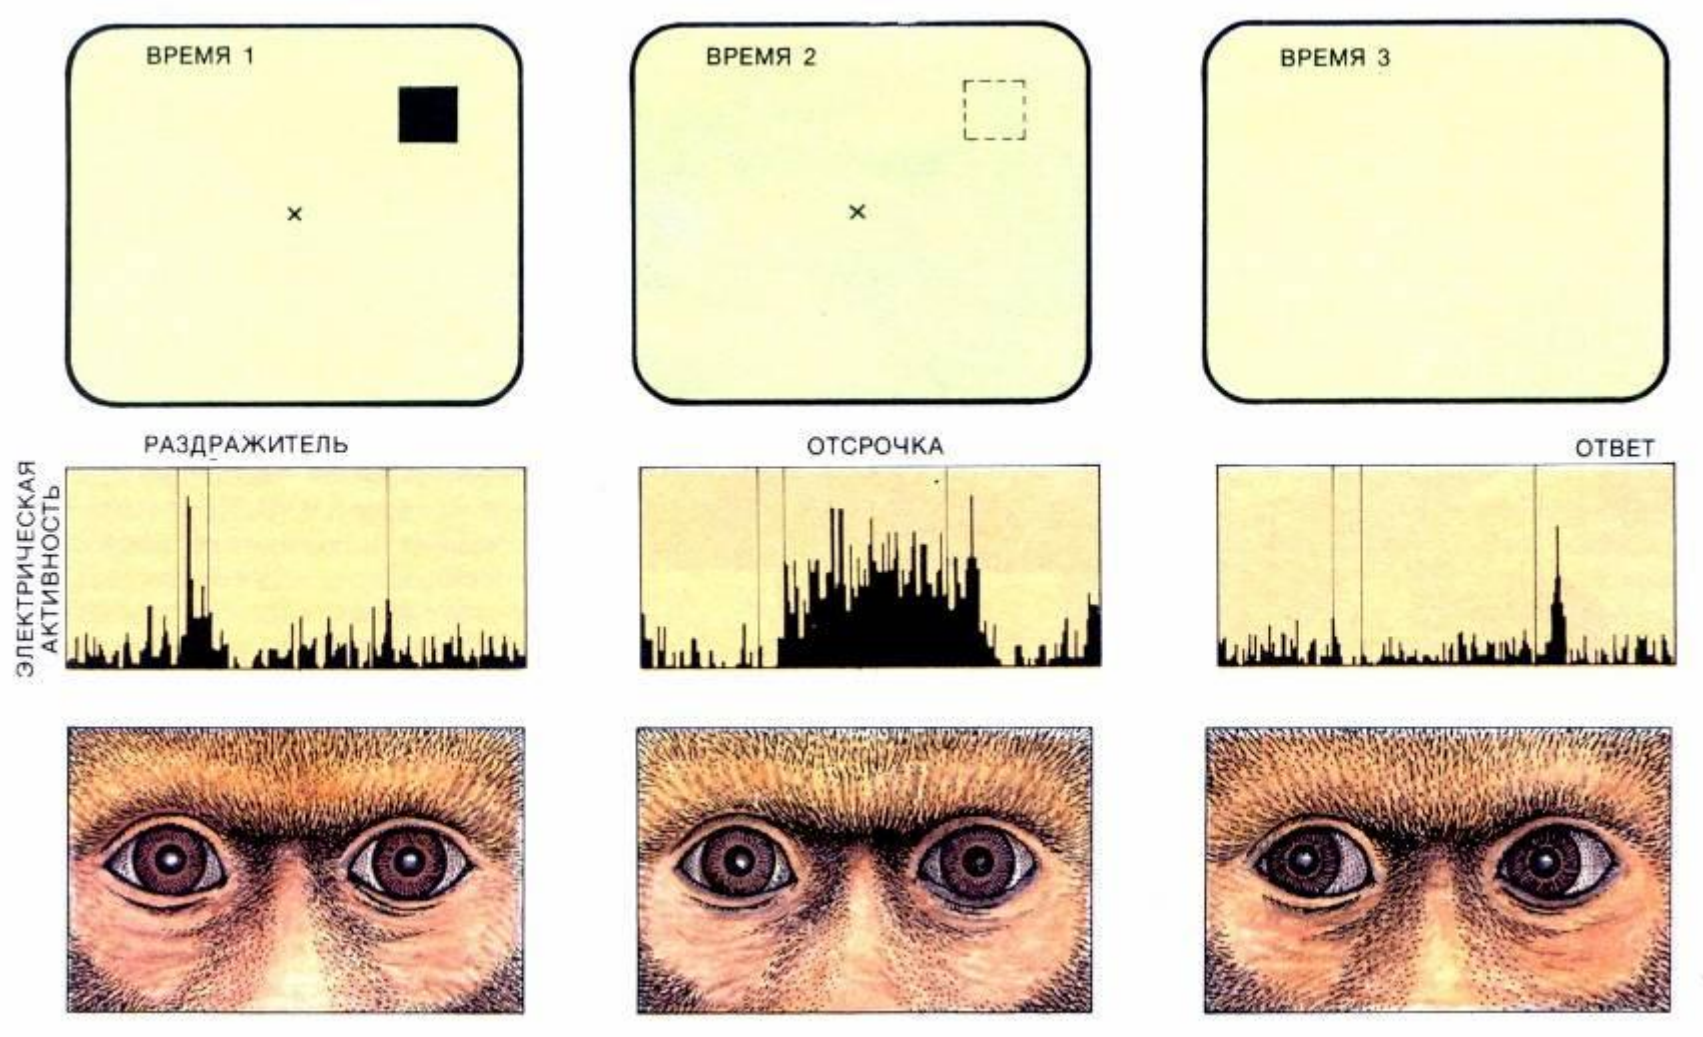 ВРЕМЯ 1
ВРЕМЯ 2
ВРЕМЯ 3
РАЗДРАЖИТЕЛЬ
ОТСРОЧКА
ОТВЕТ
ЭЛЕКТРИЧЕСКАЯ
АКТИВНОСТЬ